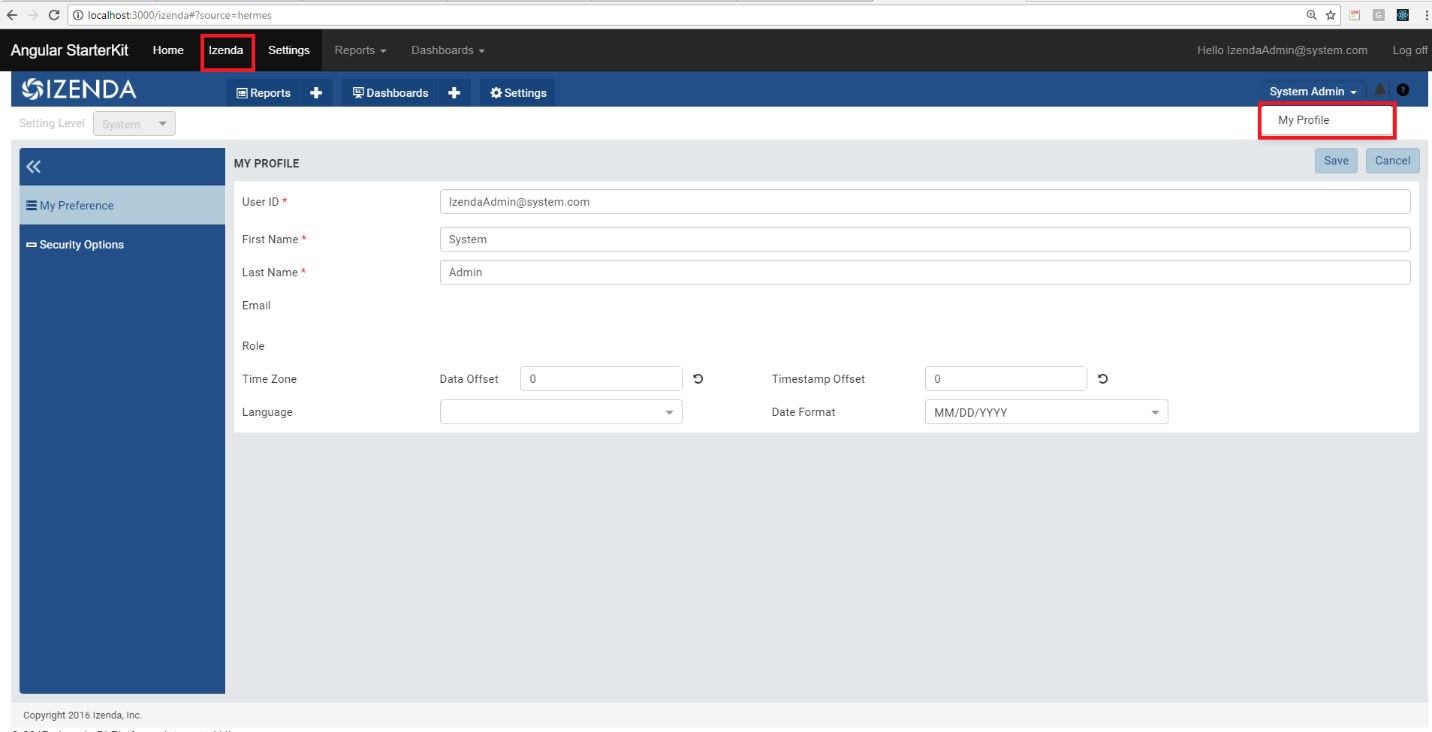 localhost:3000/izenda#?source=hermes
Angular StarterKit Home Izenda Settings Reports Dashboards Hello IzendaAdmin@system.com Log off
IZENDA Reports Dashboards Settings System Admin
Setting Level System My Profile
MY PROFILE Save Cancel
My Preference
Security Options
User ID * IzendaAdmin@system.com
First Name * System
Last Name * Admin
Email
Role
Time Zone Data Offset 0 Timestamp Offset 0
Language Date Format MM/DD/YYYY
Copyright 2016 Izenda, Inc.